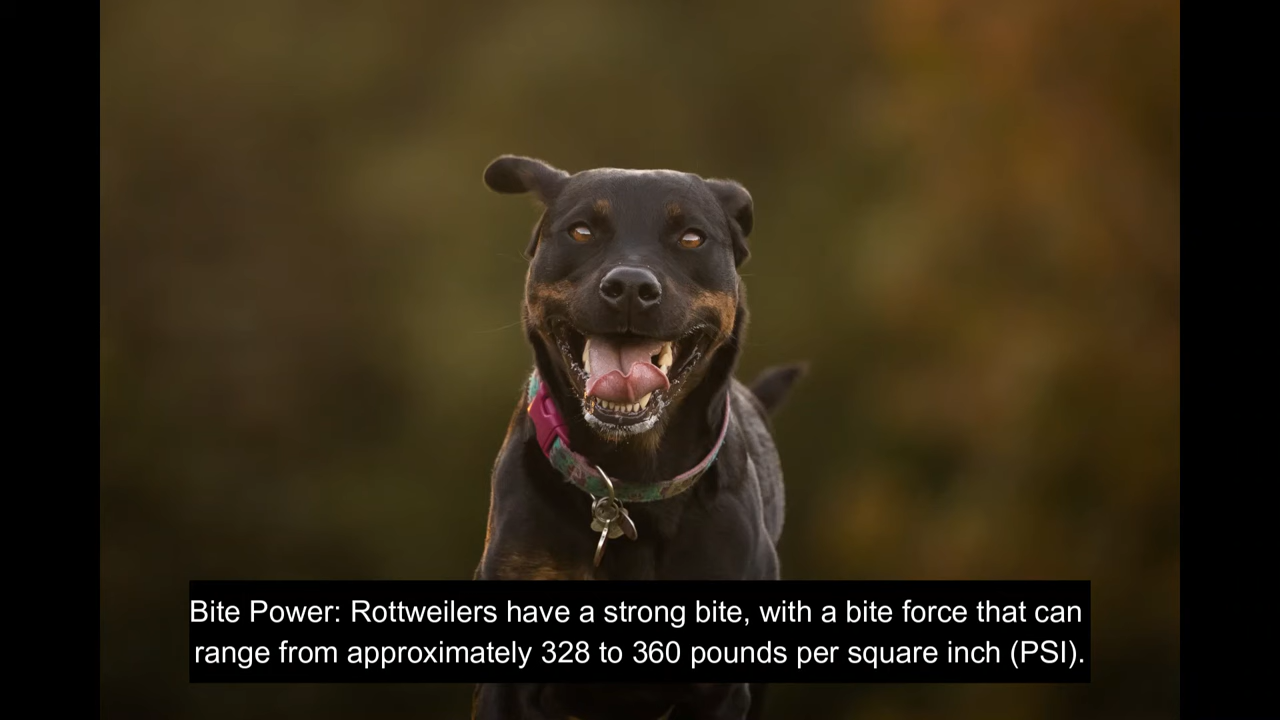 Bite Power: Rottweilers have a strong bite, with a bite force that can
range from approximately 328 to 360 pounds per square inch (PSI).